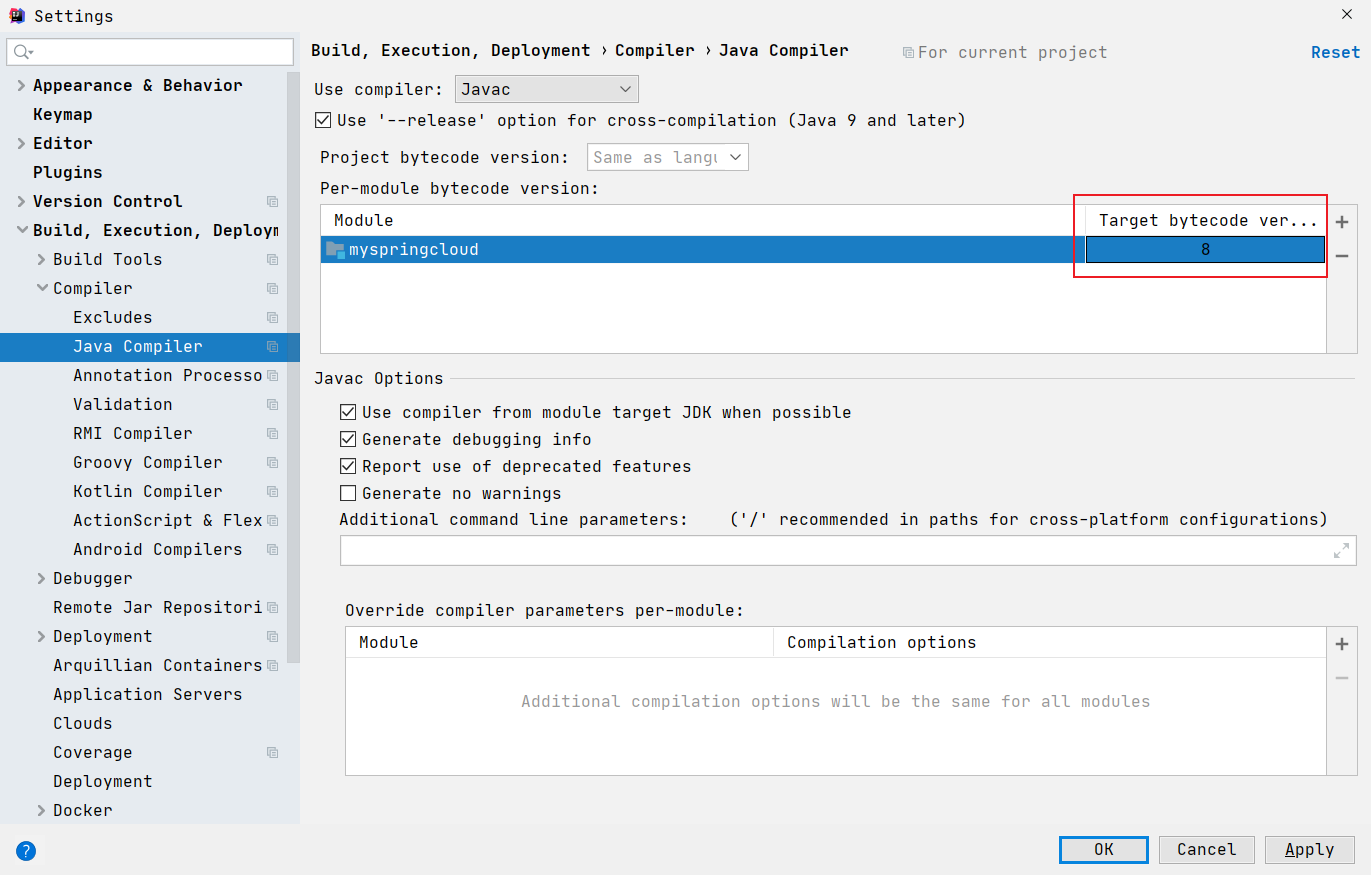 Settings
Appearance & Behavior
Keymap
Editor
Plugins
Version Control
Build, Execution, Deploym
Build Tools
Compiler
Excludes
Java Compiler
Annotation Processo
Validation
RMI Compiler
Groovy Compiler
Kotlin Compiler
ActionScript & Flex
Android Compilers
Debugger
Remote Jar Repositori
Deployment
Arquillian Containers
Application Servers
Clouds
Coverage
Deployment
Docker
Build, Execution, Deployment › Compiler › Java Compiler For current project Reset
Use compiler: Javac
Use '--release' option for cross-compilation (Java 9 and later)
Project bytecode version: Same as langu
Per-module bytecode version:
Module Target bytecode ver...
myspringcloud 8
Javac Options
Use compiler from module target JDK when possible
Generate debugging info
Report use of deprecated features
Generate no warnings
Additional command line parameters: ('/' recommended in paths for cross-platform configurations)
Override compiler parameters per-module:
Module Compilation options
Additional compilation options will be the same for all modules
? OK Cancel Apply